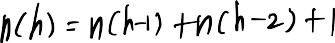 n(h) = n(h-1) + n(h-2) + 1